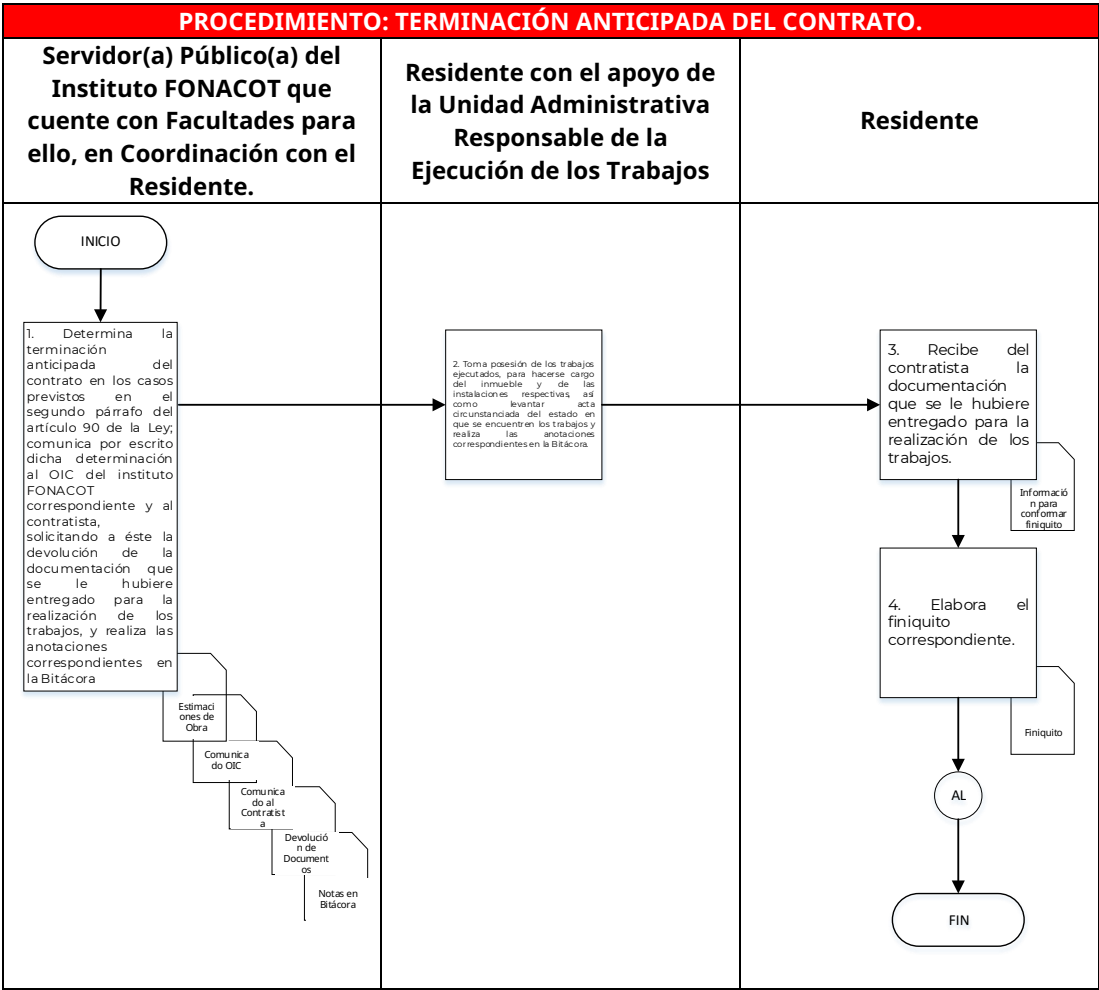 PROCEDIMIENTO: TERMINACIÓN ANTICIPADA DEL CONTRATO.
Servidor(a) Público(a) del
Instituto FONACOT que
cuente con Facultades para
ello, en Coordinación con el
Residente.
Residente con el apoyo de
la Unidad Administrativa
Responsable de la
Ejecución de los Trabajos
Residente
INICIO
1. Determina la
terminación
anticipada del
contrato en los casos
previstos en el
segundo párrafo del
artículo 90 de la Ley;
comunica por escrito
dicha determinación
al OIC del instituto
FONACOT
correspondiente y al
contratista,
solicitando a éste la
devolución de la
documentación que
se le hubiere
entregado para la
realización de los
trabajos, y realiza las
anotaciones
correspondientes en
la Bitácora
Estimaci
ones de
Obra
Comunica
do OIC
Comunica
do al
Contratist
a
Devolució
n de
Document
os
Notas en
Bitácora
2. Toma posesión de los trabajos
ejecutados, para hacerse cargo
del inmueble y de las
instalaciones respectivas, así
como levantar acta
circunstanciada del estado en
que se encuentren los trabajos y
realiza las anotaciones
correspondientes en la Bitácora.
3. Recibe del
contratista la
documentación
que se le hubiere
entregado para la
realización de los
trabajos.
Informació
n para
conformar
finiquito
4. Elabora el
finiquito
correspondiente.
Finiquito
AL
FIN